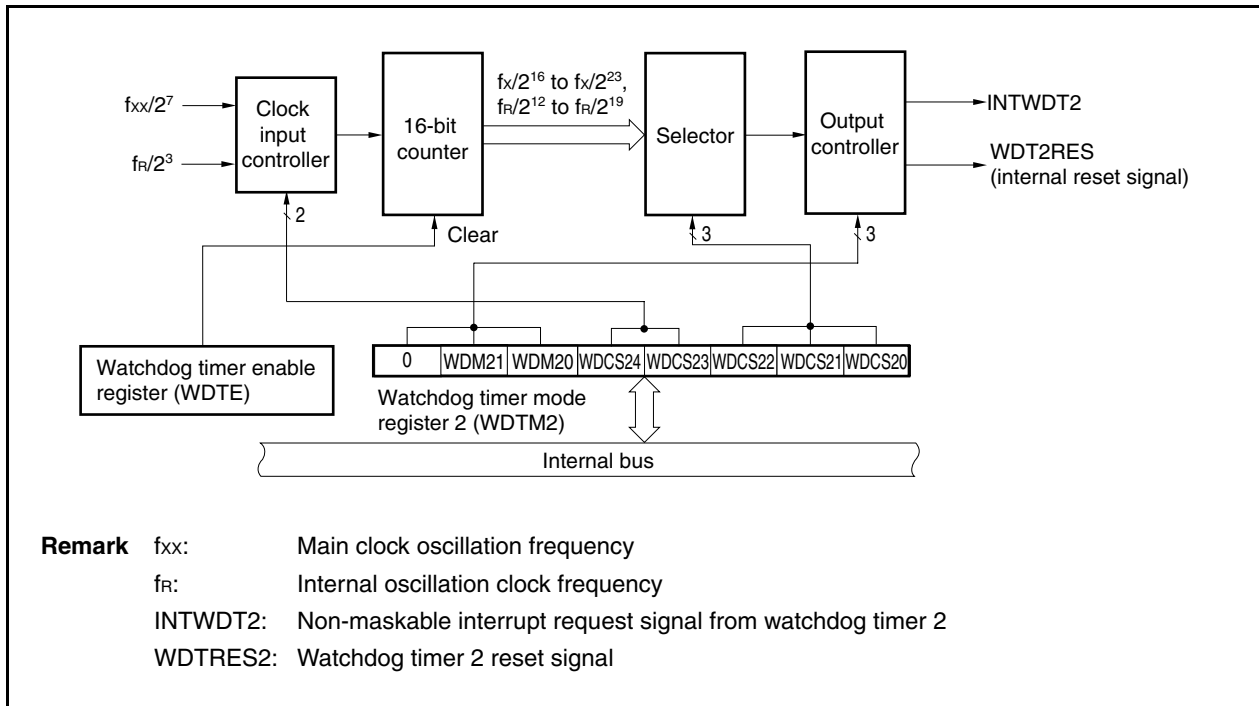 fxx/2⁷
fR/2³
Clock
input
controller
2
16-bit
counter
Clear
fx/2¹⁶ to fx/2²³,
fR/2¹² to fR/2¹⁹
Selector
3
Output
controller
3
INTWDT2
WDT2RES
(internal reset signal)
Watchdog timer enable
register (WDTE)
0 WDM21 WDM20 WDCS24 WDCS23 WDCS22 WDCS21 WDCS20
Watchdog timer mode
register 2 (WDTM2)
Internal bus
Remark fxx: Main clock oscillation frequency
fR: Internal oscillation clock frequency
INTWDT2: Non-maskable interrupt request signal from watchdog timer 2
WDTRES2: Watchdog timer 2 reset signal